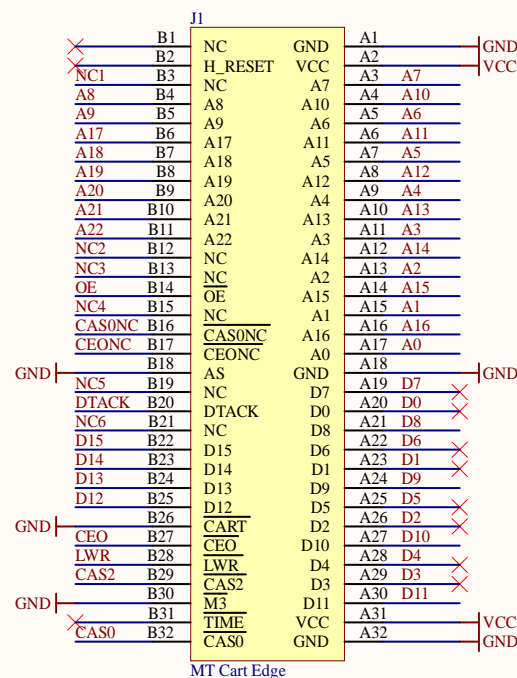 J1
B1 NC GND A1 GND
B2 H_RESET VCC A2 VCC
NC1 B3 NC A7 A3 A7
A8 B4 A8 A10 A4 A10
A9 B5 A9 A6 A5 A6
A17 B6 A17 A11 A6 A11
A18 B7 A18 A5 A7 A5
A19 B8 A19 A12 A8 A12
A20 B9 A20 A4 A9 A4
A21 B10 A21 A13 A10 A13
A22 B11 A22 A3 A11 A3
NC2 B12 NC A14 A12 A14
NC3 B13 NC A2 A13 A2
OE B14 OE A15 A14 A15
NC4 B15 NC A1 A15 A1
CAS0NC B16 CAS0NC A16 A16 A16
CEONC B17 CEONC A0 A17 A0
GND B18 AS GND A18 GND
NC5 B19 NC D7 A19 D7
DTACK B20 DTACK D0 A20 D0
NC6 B21 NC D8 A21 D8
D15 B22 D15 D6 A22 D6
D14 B23 D14 D1 A23 D1
D13 B24 D13 D9 A24 D9
D12 B25 D12 D5 A25 D5
GND B26 CART D2 A26 D2
CEO B27 CEO D10 A27 D10
LWR B28 LWR D4 A28 D4
CAS2 B29 CAS2 D3 A29 D3
GND B30 M3 D11 A30 D11
B31 TIME VCC A31 VCC
CAS0 B32 CAS0 GND A32 GND
MT Cart Edge